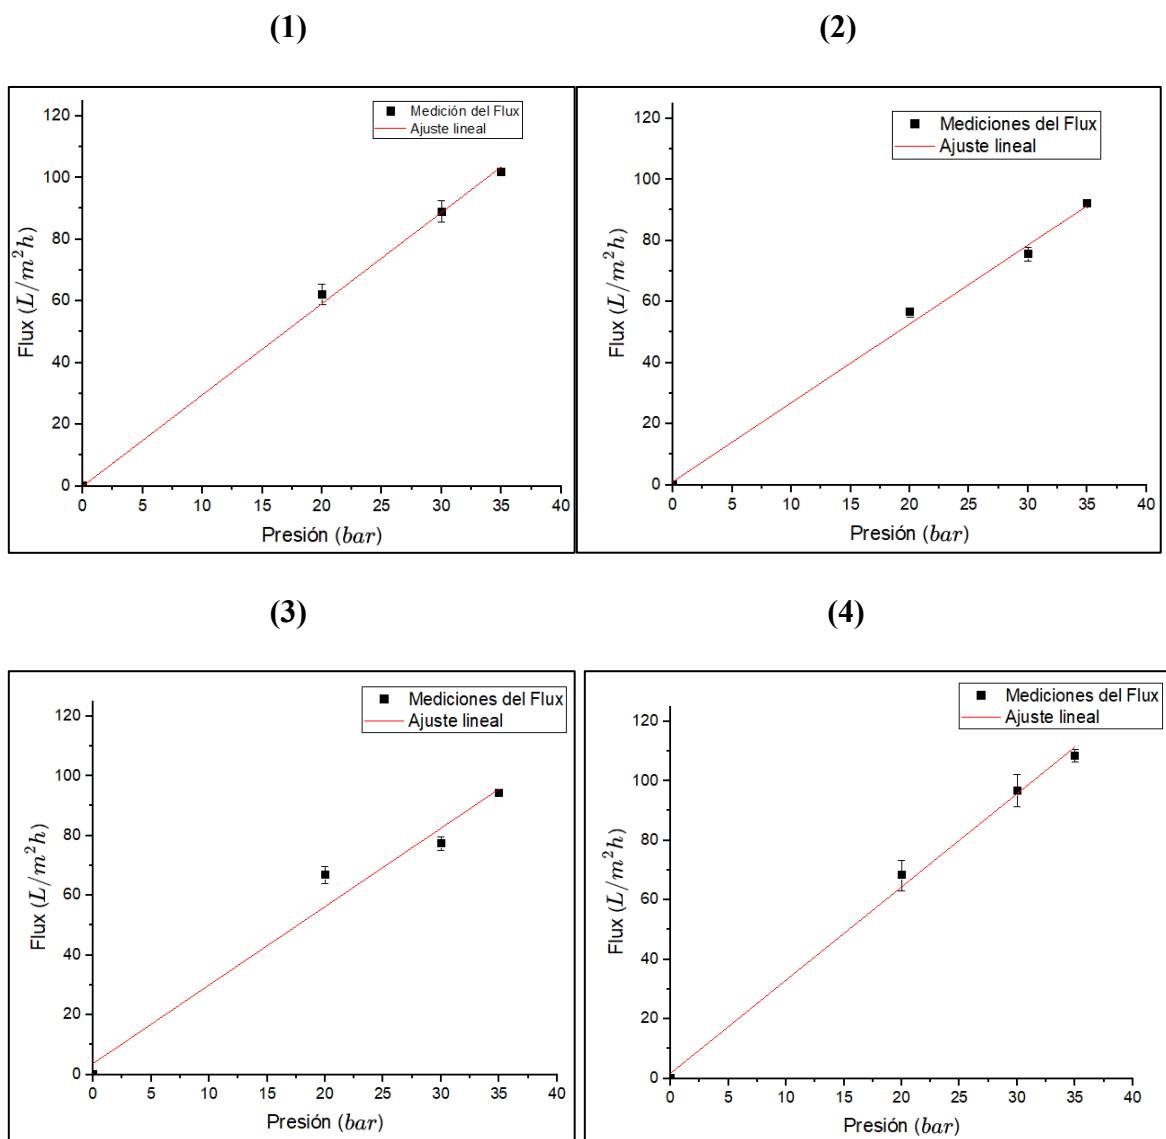 (1)
(2)
Medición del Flux
Ajuste lineal
120
100
80
60
40
20
0
Flux (L/m²h)
0 5 10 15 20 25 30 35 40
Presión (bar)
Mediciones del Flux
Ajuste lineal
120
100
80
60
40
20
0
Flux (L/m²h)
0 5 10 15 20 25 30 35 40
Presión (bar)
(3)
(4)
Mediciones del Flux
Ajuste lineal
120
100
80
60
40
20
0
Flux (L/m²h)
0 5 10 15 20 25 30 35 40
Presión (bar)
Mediciones del Flux
Ajuste lineal
120
100
80
60
40
20
0
Flux (L/m²h)
0 5 10 15 20 25 30 35 40
Presión (bar)